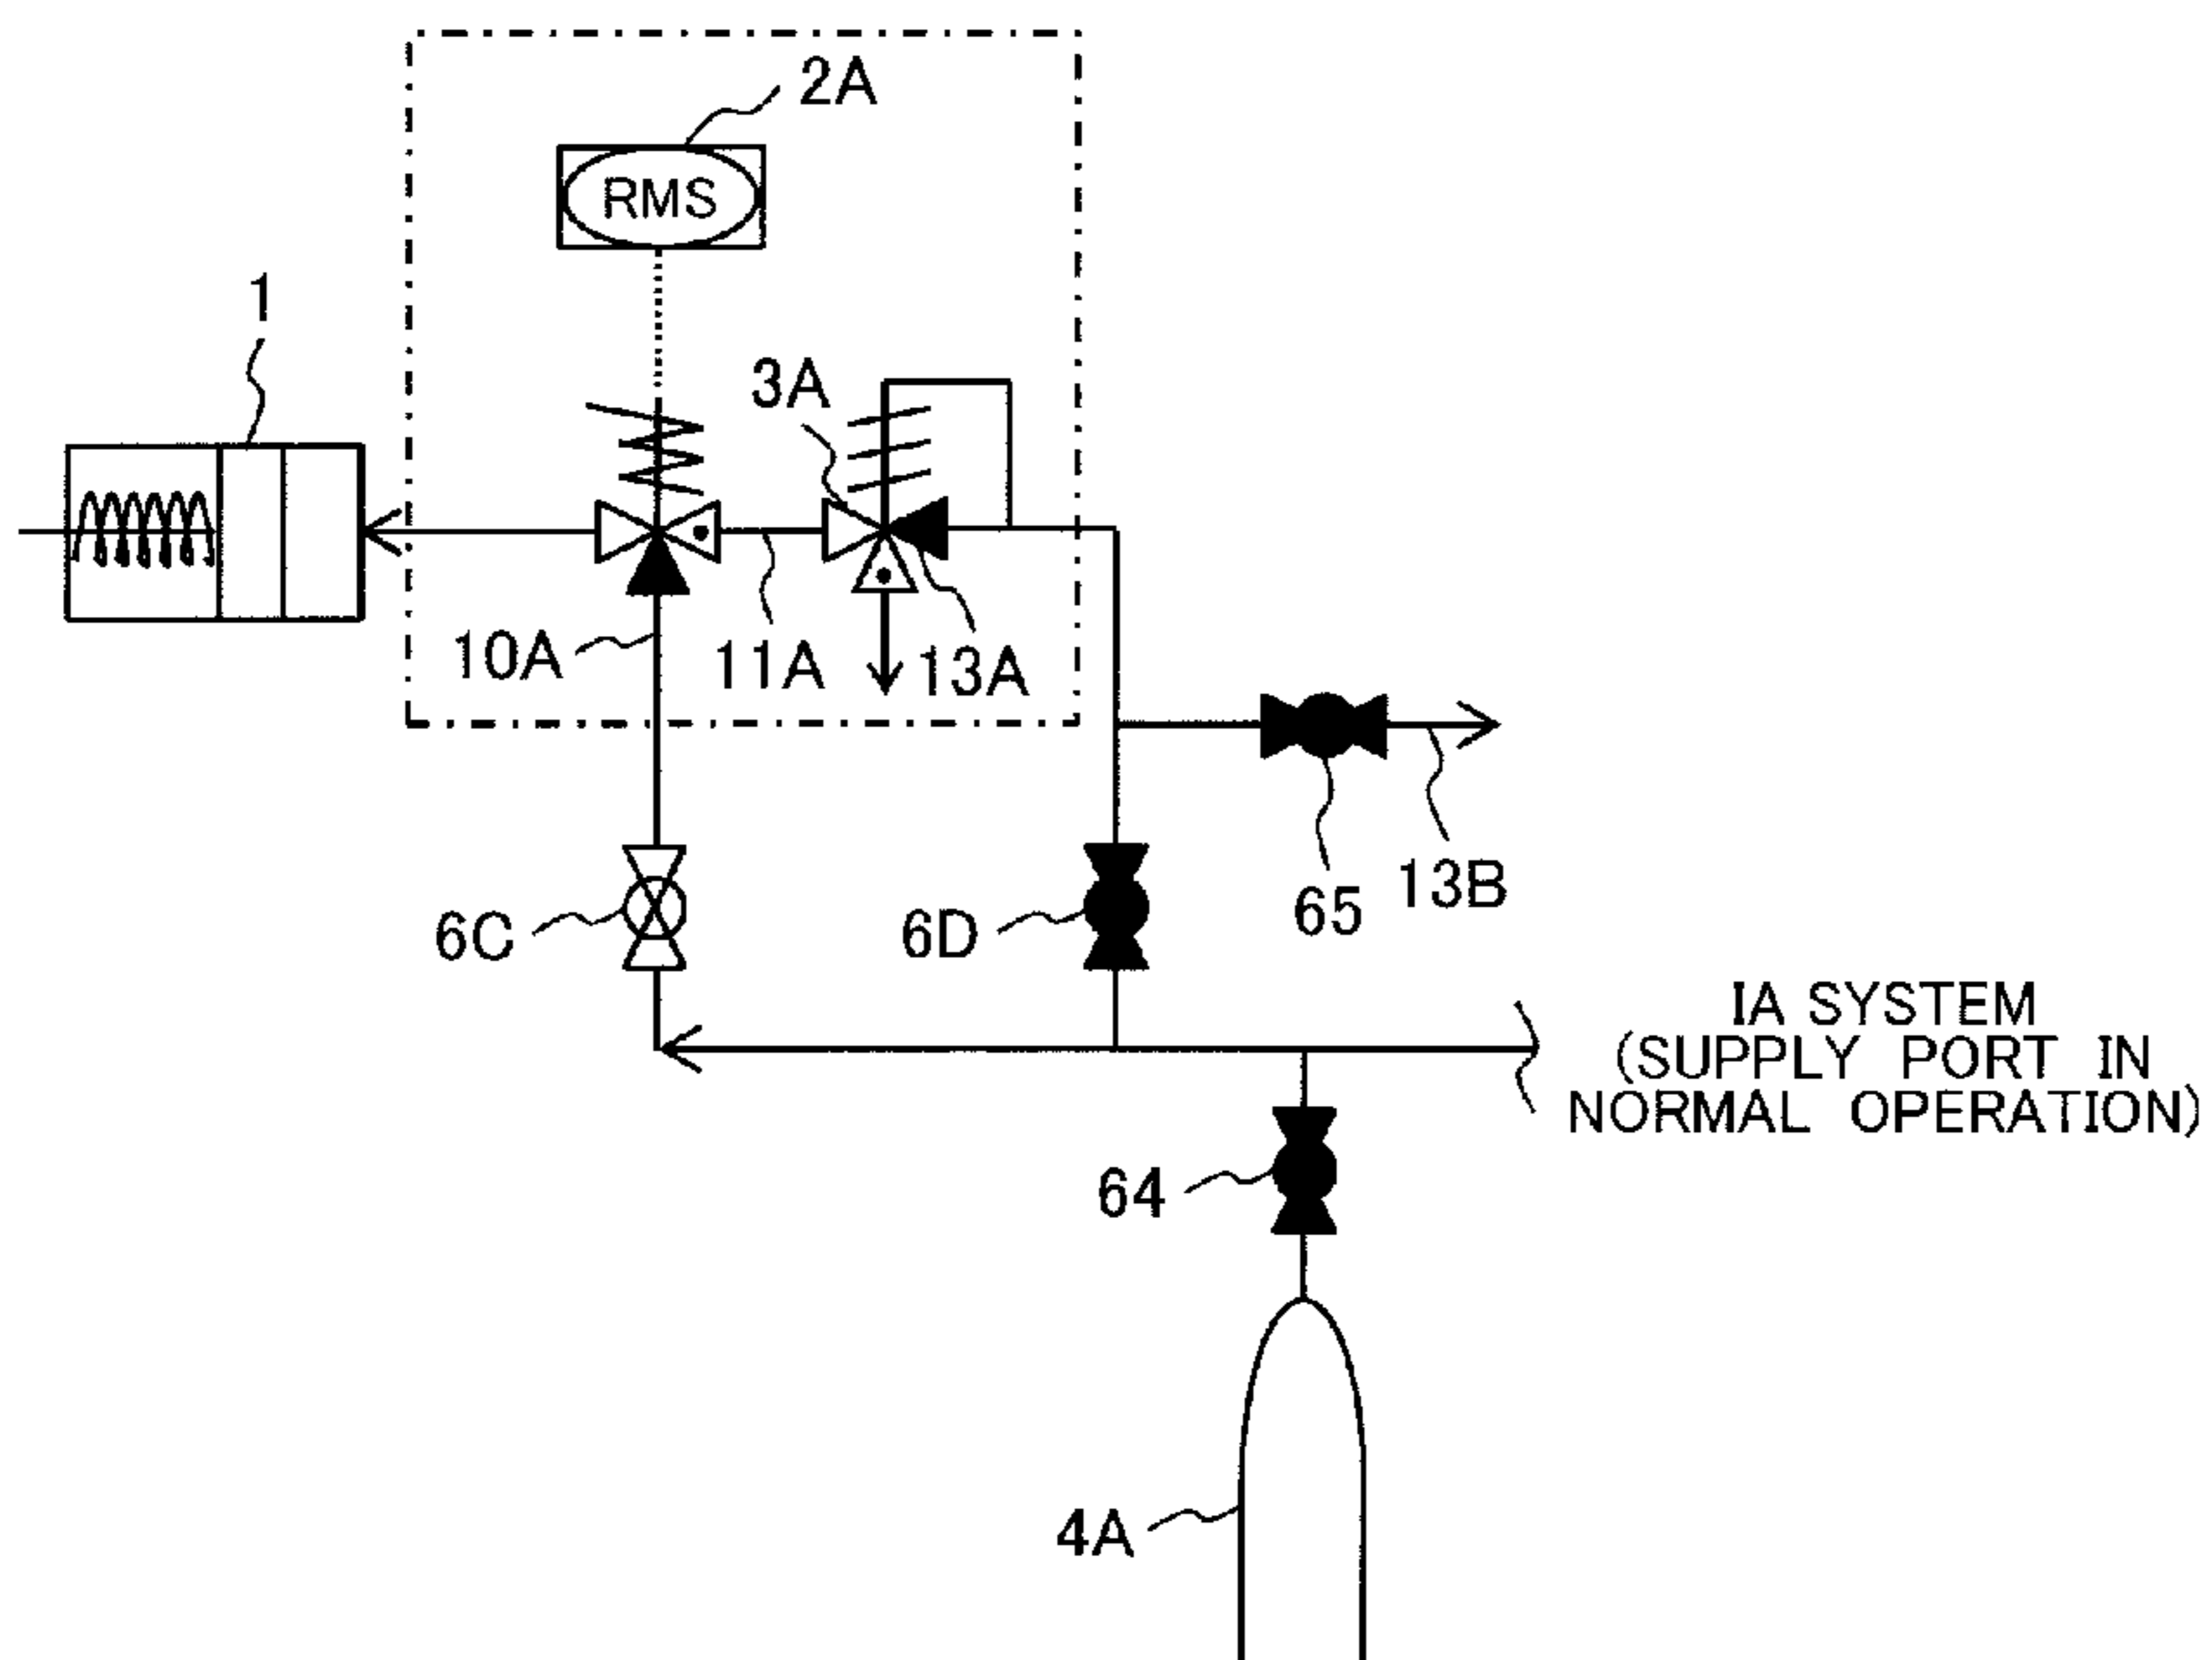 2A
RMS
1
3A
10A
11A
13A
6C
6D
65
13B
IA SYSTEM
(SUPPLY PORT IN
NORMAL OPERATION)
64
4A